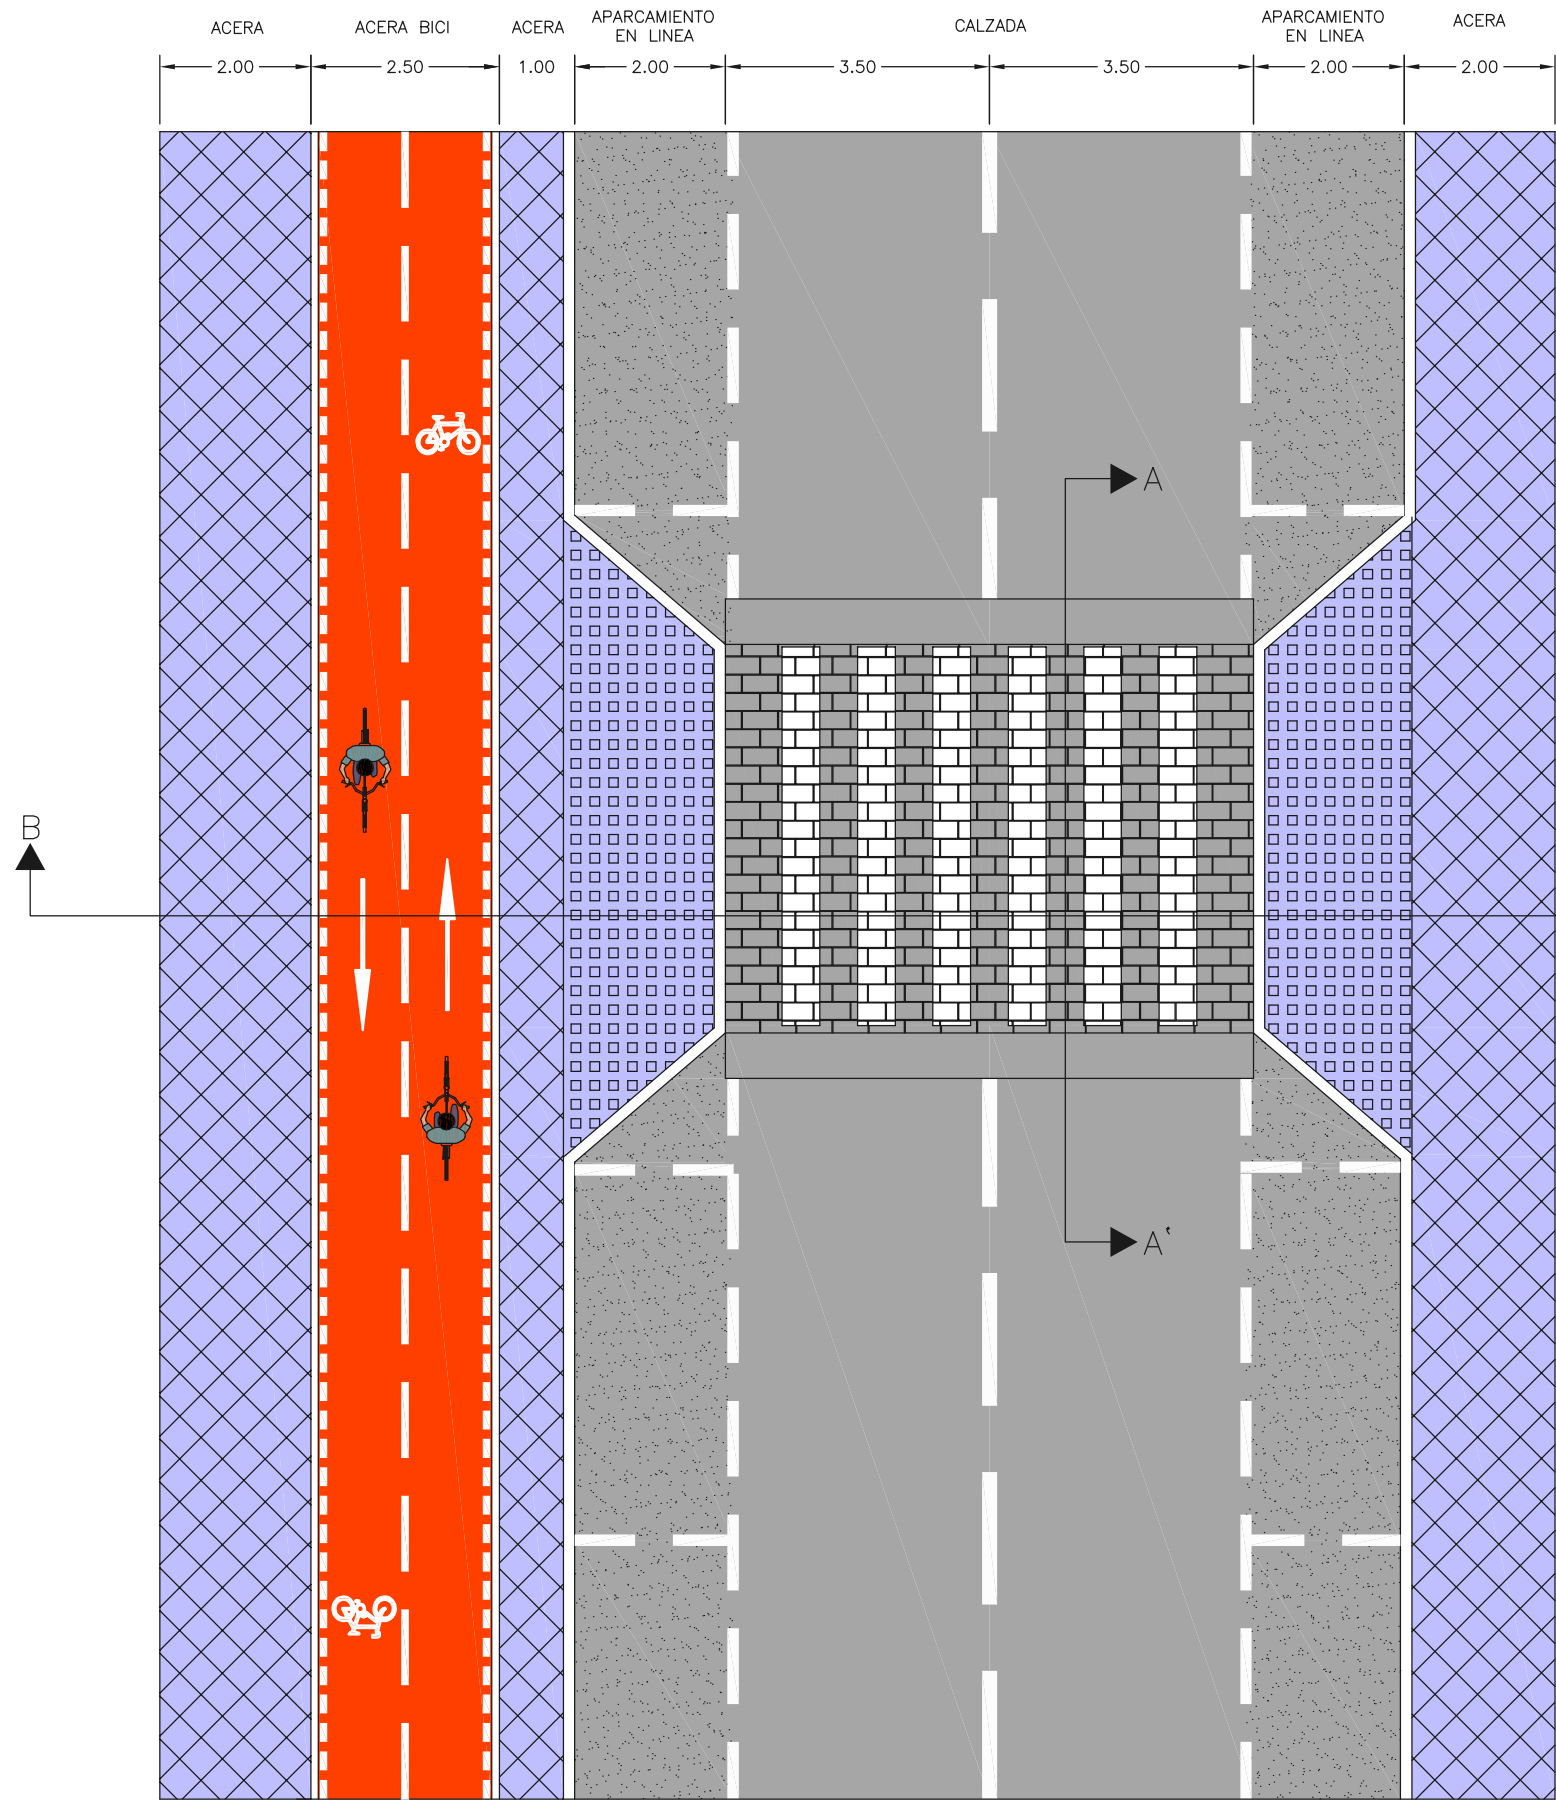 ACERA
ACERA BICI
ACERA
APARCAMIENTO
EN LINEA
CALZADA
APARCAMIENTO
EN LINEA
ACERA
2.00
2.50
1.00
2.00
3.50
3.50
2.00
2.00
A
B
A'